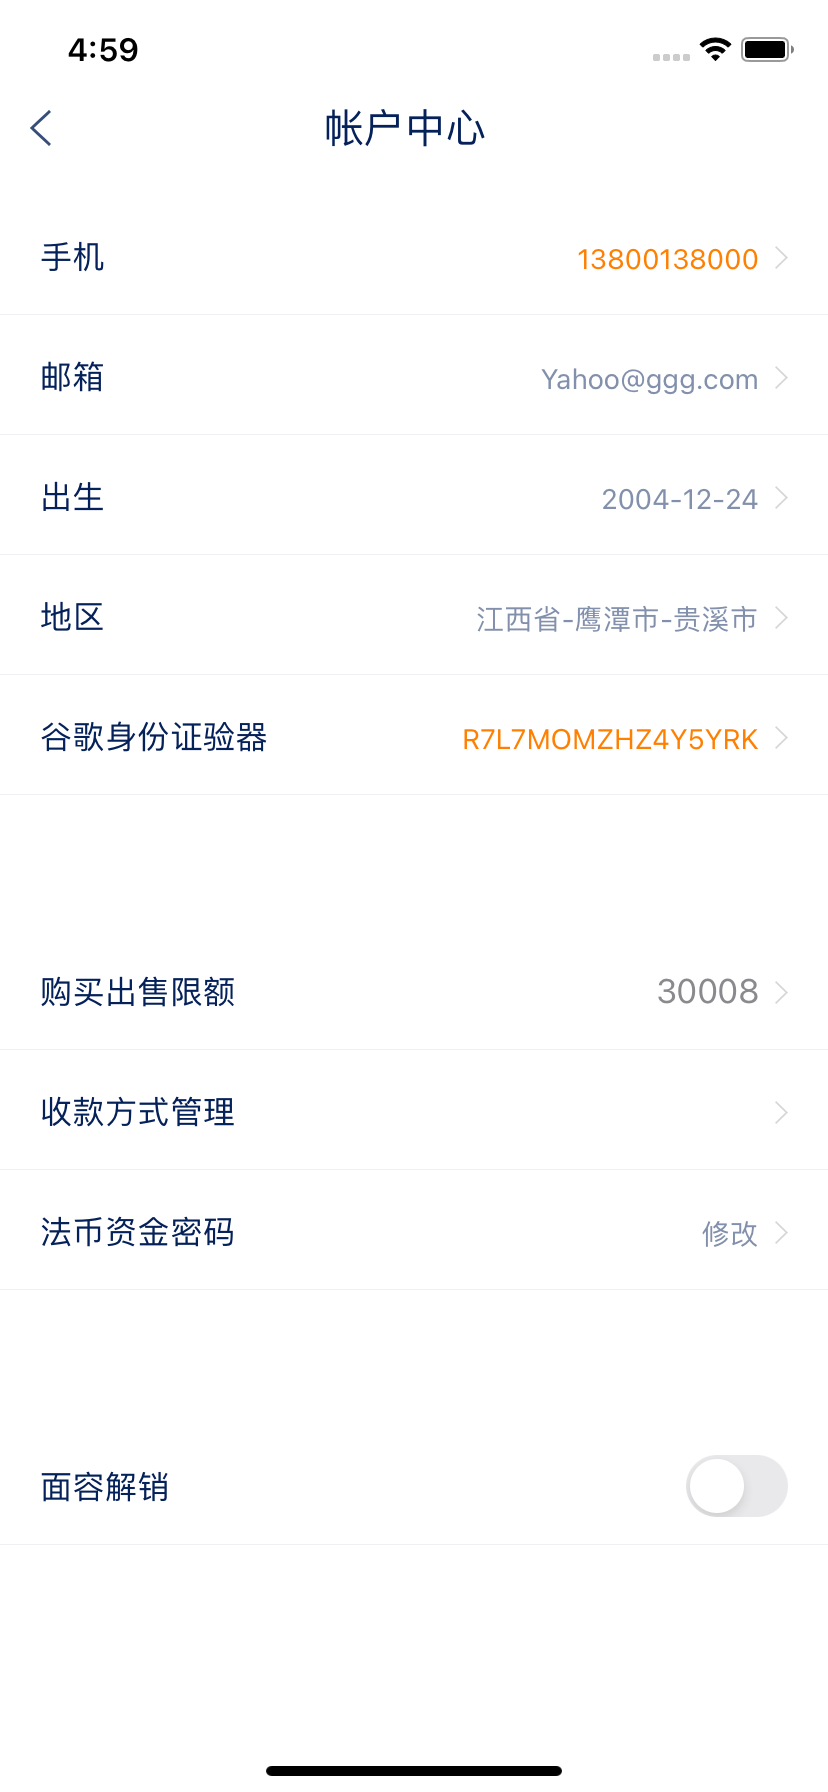 4:59
帐户中心
手机 13800138000
邮箱 Yahoo@ggg.com
出生 2004-12-24
地区 江西省-鹰潭市-贵溪市
谷歌身份证验器 R7L7MOMZHZ4Y5YRK
购买出售限额 30008
收款方式管理
法币资金密码 修改
面容解销